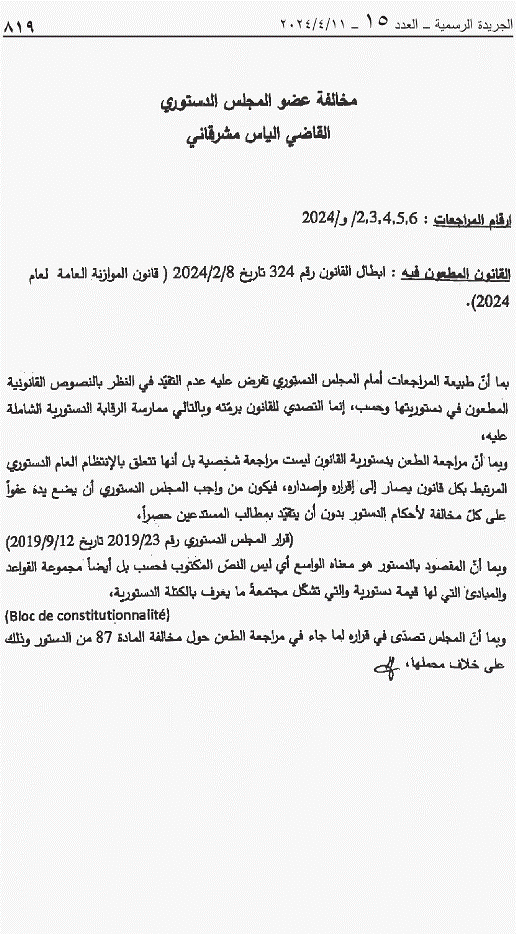 الجريدة الرسمية ـ العدد ١٥ ـ ٢٠٢٤/٤/١١ ٨١٩
مخالفة عضو المجلس الدستوري
القاضي الياس مشرقاني
ارقام المراجعات : 2,3,4,5,6/ و/2024
القانون المطعون فيه : ابطال القانون رقم 324 تاريخ 2024/2/8 ( قانون الموازنة العامة لعام
2024).
بما أنّ طبيعة المراجعات أمام المجلس الدستوري تفرض عليه عدم التقيّد في النظر بالنصوص القانونية
المطعون في دستوريتها وحسب، إنما التصدي للقانون برمّته وبالتالي ممارسة الرقابة الدستورية الشاملة
عليه،
وبما أنّ مراجعة الطعن بدستورية القانون ليست مراجعة شخصية بل أنها تتعلق بالإنتظام العام الدستوري
المرتبط بكل قانون يصار إلى إقراره وإصداره، فيكون من واجب المجلس الدستوري أن يضع يده عفواً
على كلّ مخالفة لأحكام الدستور بدون أن يتقيّد بمطالب المستدعين حصراً،
(قرار المجلس الدستوري رقم 2019/23 تاريخ 2019/9/12)
وبما أنّ المقصود بالدستور هو معناه الواسع أي ليس النصّ المكتوب فحسب بل أيضاً مجموعة القواعد
والمبادئ التي لها قيمة دستورية والتي تشكّل مجتمعةً ما يعرف بالكتلة الدستورية،
(Bloc de constitutionnalité)
وبما أنّ المجلس تصدّى في قراره لما جاء في مراجعة الطعن حول مخالفة المادة 87 من الدستور وذلك
على خلاف محملها،